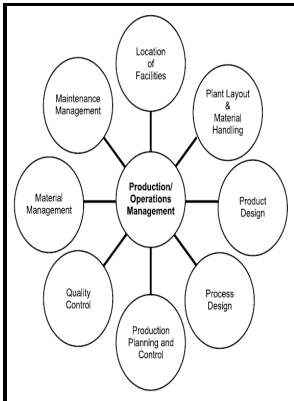 Location
of
Facilities
Plant Layout
&
Material
Handling
Product
Design
Process
Design
Production
Planning and
Control
Quality
Control
Material
Management
Maintenance
Management
Production/
Operations
Management